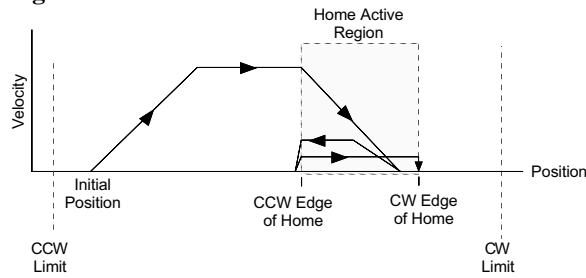 Home Active
Region
Velocity
Position
Initial
Position
CCW Edge
of Home
CW Edge
of Home
CCW
Limit
CW
Limit